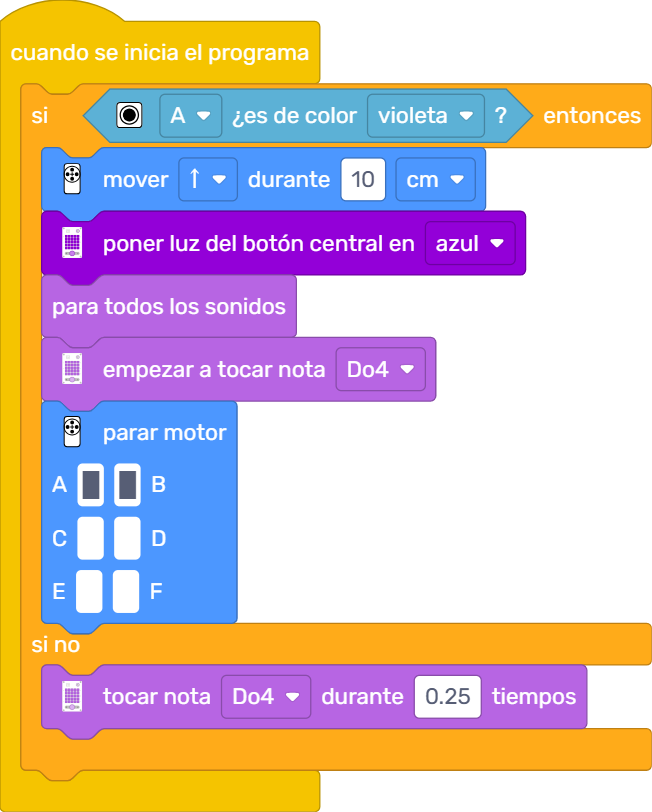 cuando se inicia el programa
si A ¿es de color violeta ? entonces
mover ↑ durante 10 cm
poner luz del botón central en azul
para todos los sonidos
empezar a tocar nota Do4
parar motor
A B
C D
E F
si no
tocar nota Do4 durante 0.25 tiempos